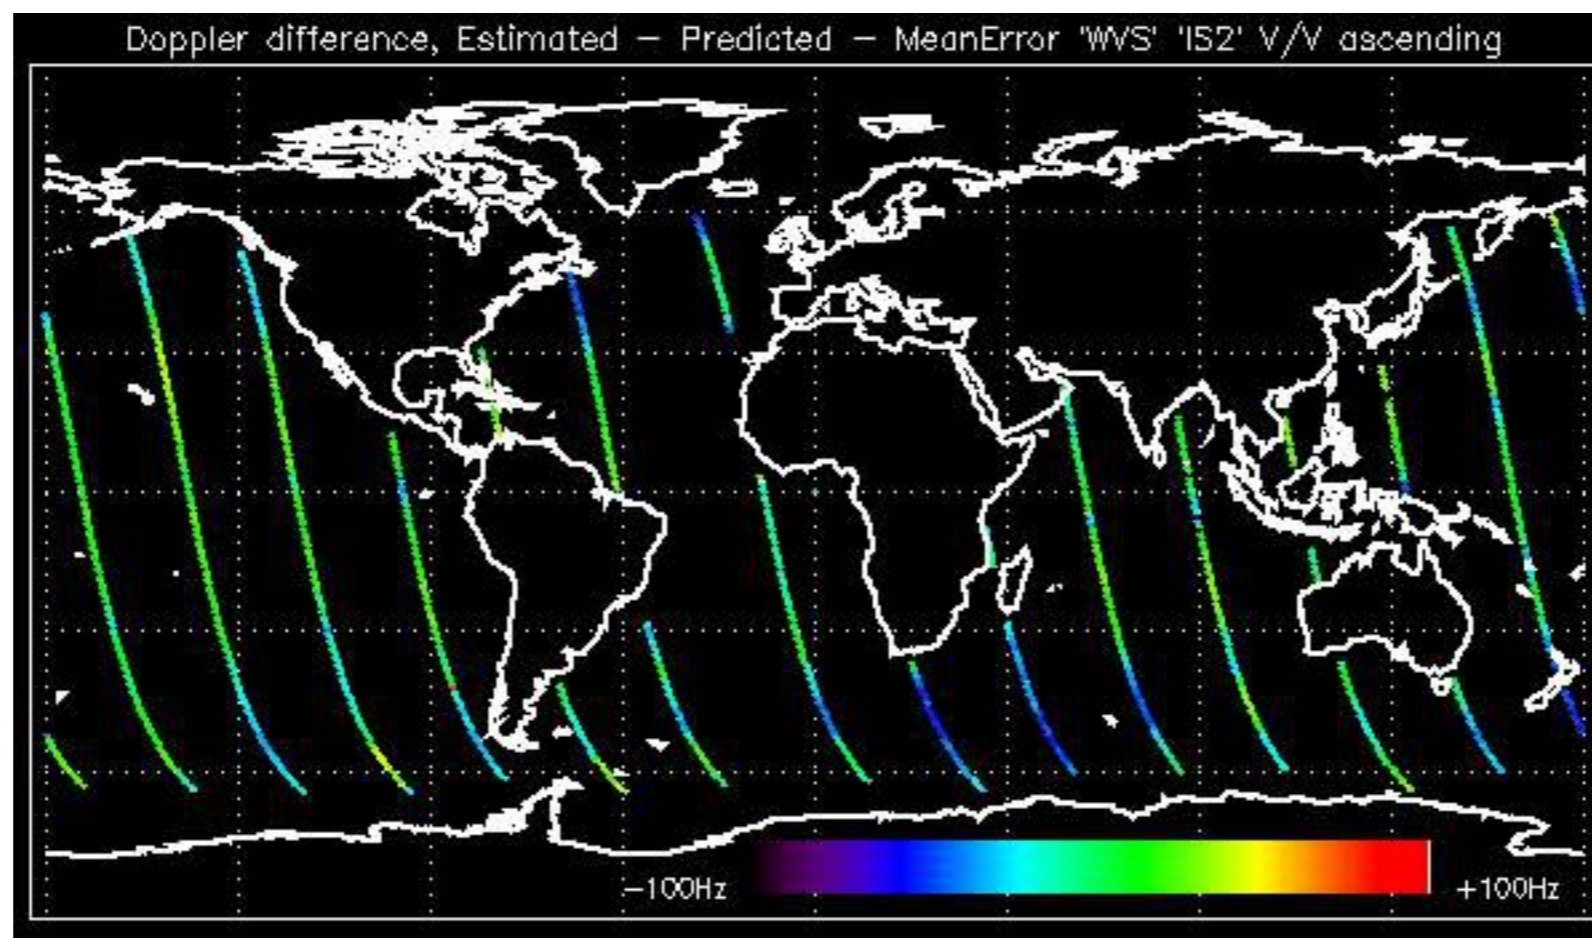 Doppler difference, Estimated – Predicted – MeanError 'WVS' 'IS2' V/V ascending
–100Hz
+100Hz